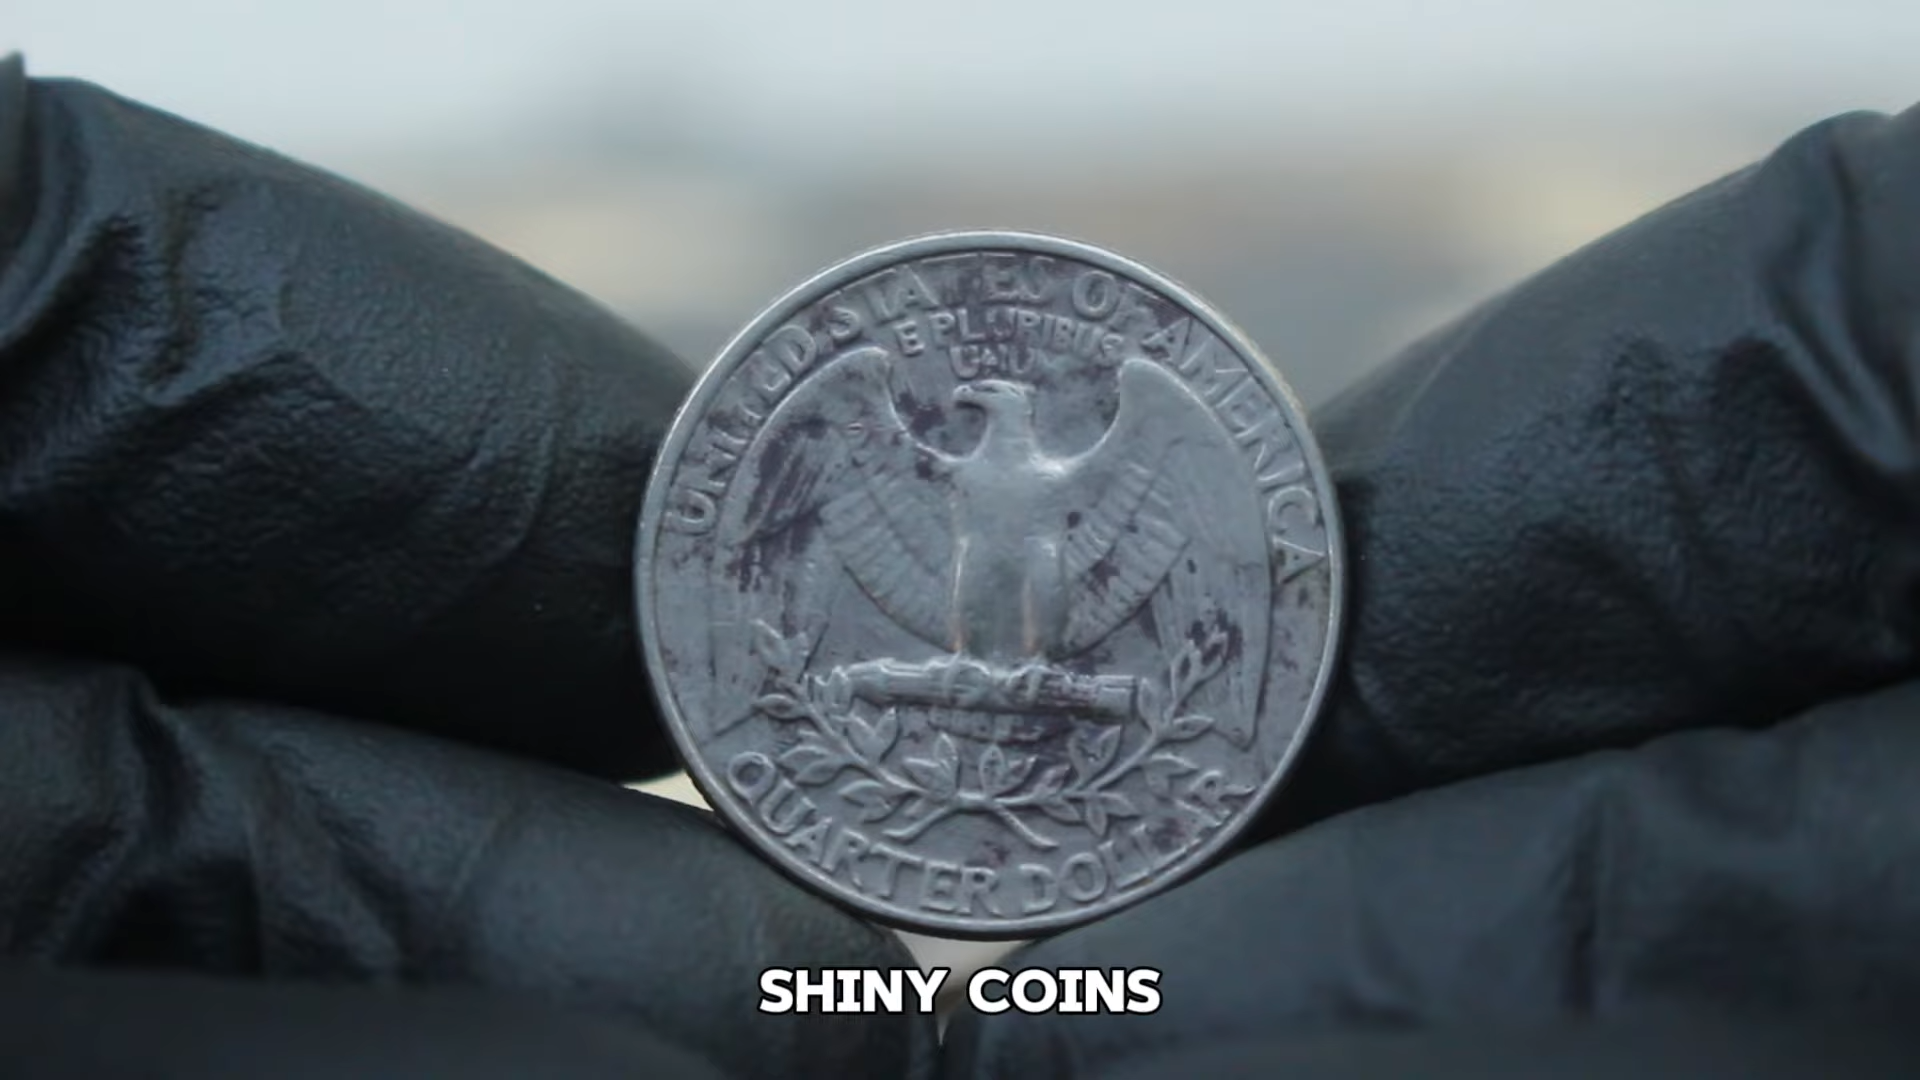 UNITED STATES OF AMERICA
E PLURIBUS
UNUM
QUARTER DOLLAR
SHINY COINS